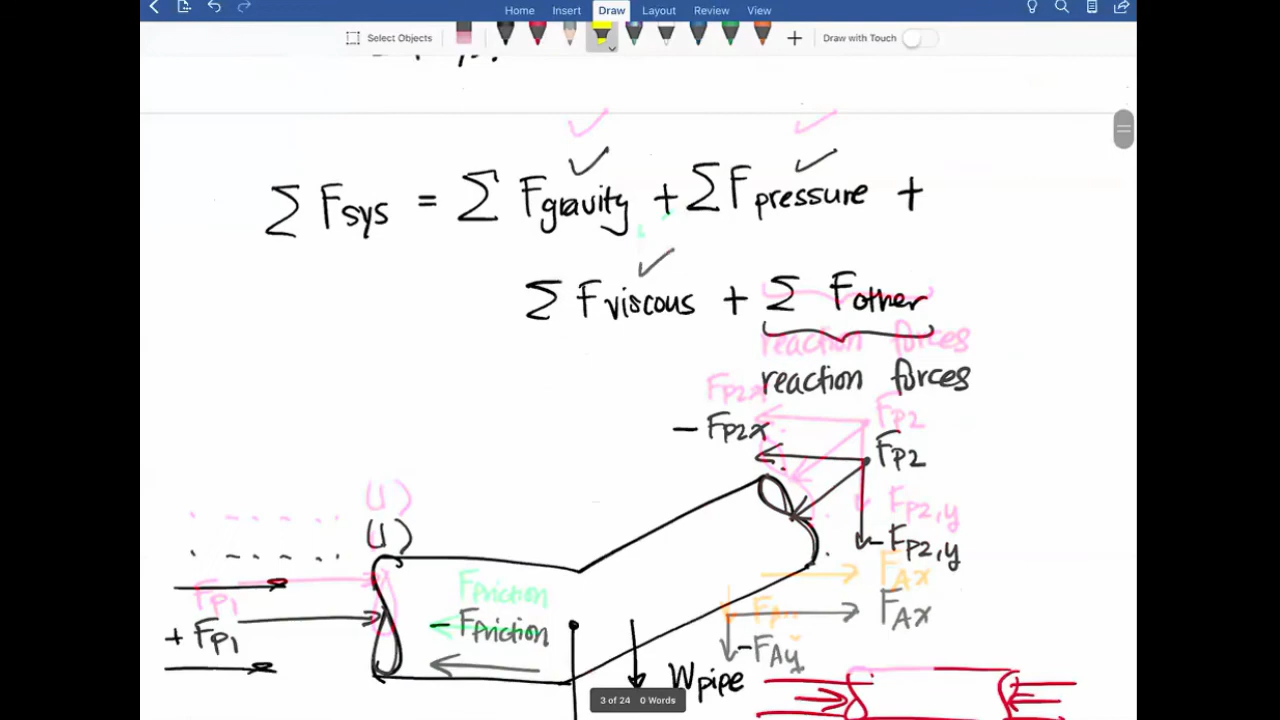 Home Insert Draw Layout Review View
Select Objects
Draw with Touch
∑ Fsys = ∑ Fgravity + ∑ Fpressure +
∑ Fviscous + ∑ Fother
reaction forces
reaction forces
Fp2x
Fp2
- Fp2x
Fp2
(1)
Fp2,y
(1)
- Fp2,y
Ffriction
FAx
Fp1
- Ffriction
FAx
+ Fp1
-FAy
Wpipe
3 of 24 0 Words